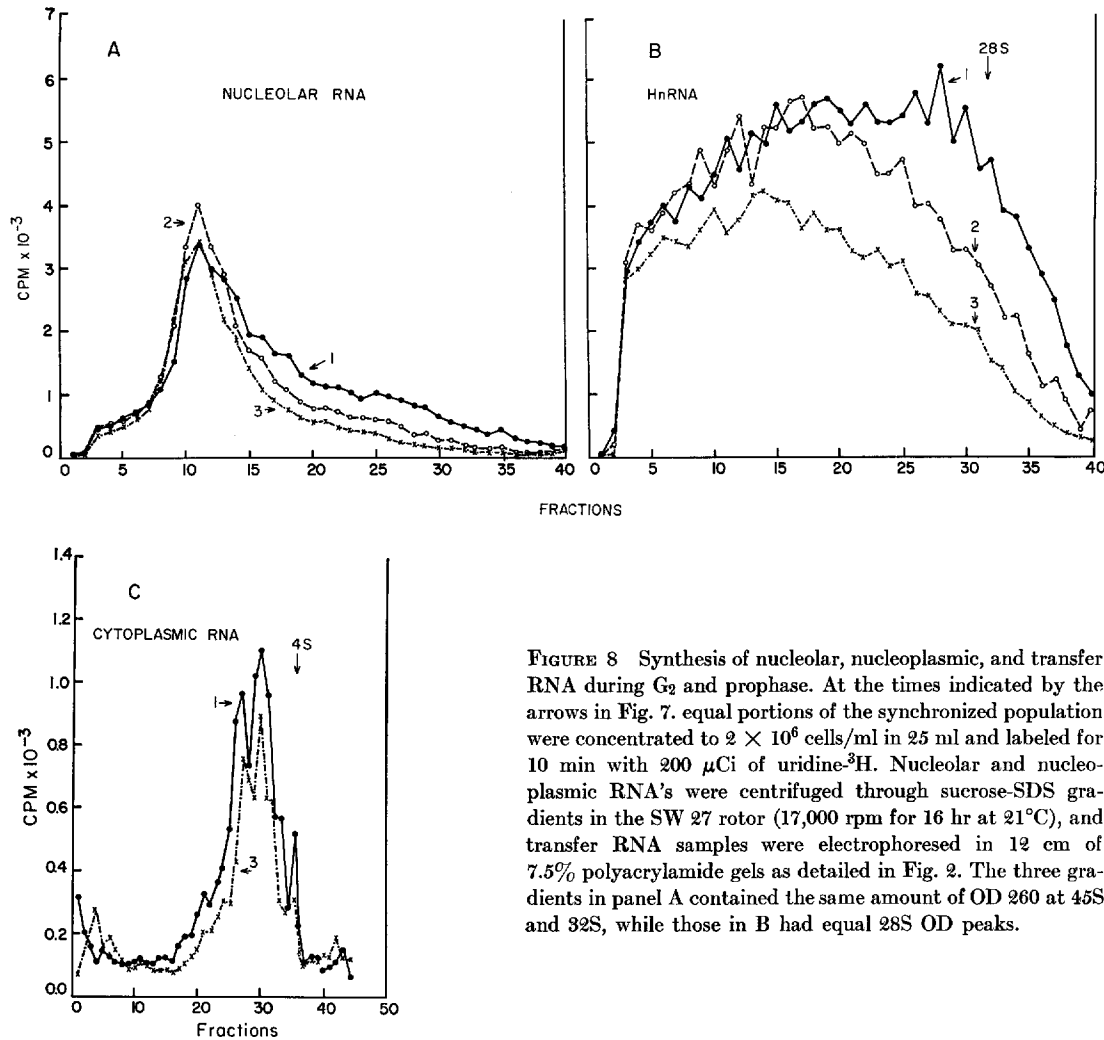 A
NUCLEOLAR RNA
CPM x 10⁻³
7
6
5
4
3
2
1
0
2
1
3
0
5
10
15
20
25
30
35
40
B
HnRNA
28S
1
2
3
5
10
15
20
25
30
35
40
FRACTIONS
C
CYTOPLASMIC RNA
CPM x 10⁻³
1.4
1.2
1.0
0.8
0.6
0.4
0.2
0.0
4S
1
3
0
10
20
30
40
50
Fractions
FIGURE 8 Synthesis of nucleolar, nucleoplasmic, and transfer
RNA during G₂ and prophase. At the times indicated by the
arrows in Fig. 7. equal portions of the synchronized population
were concentrated to 2 × 10⁶ cells/ml in 25 ml and labeled for
10 min with 200 μCi of uridine-³H. Nucleolar and nucleo-
plasmic RNA's were centrifuged through sucrose-SDS gra-
dients in the SW 27 rotor (17,000 rpm for 16 hr at 21°C), and
transfer RNA samples were electrophoresed in 12 cm of
7.5% polyacrylamide gels as detailed in Fig. 2. The three gra-
dients in panel A contained the same amount of OD 260 at 45S
and 32S, while those in B had equal 28S OD peaks.